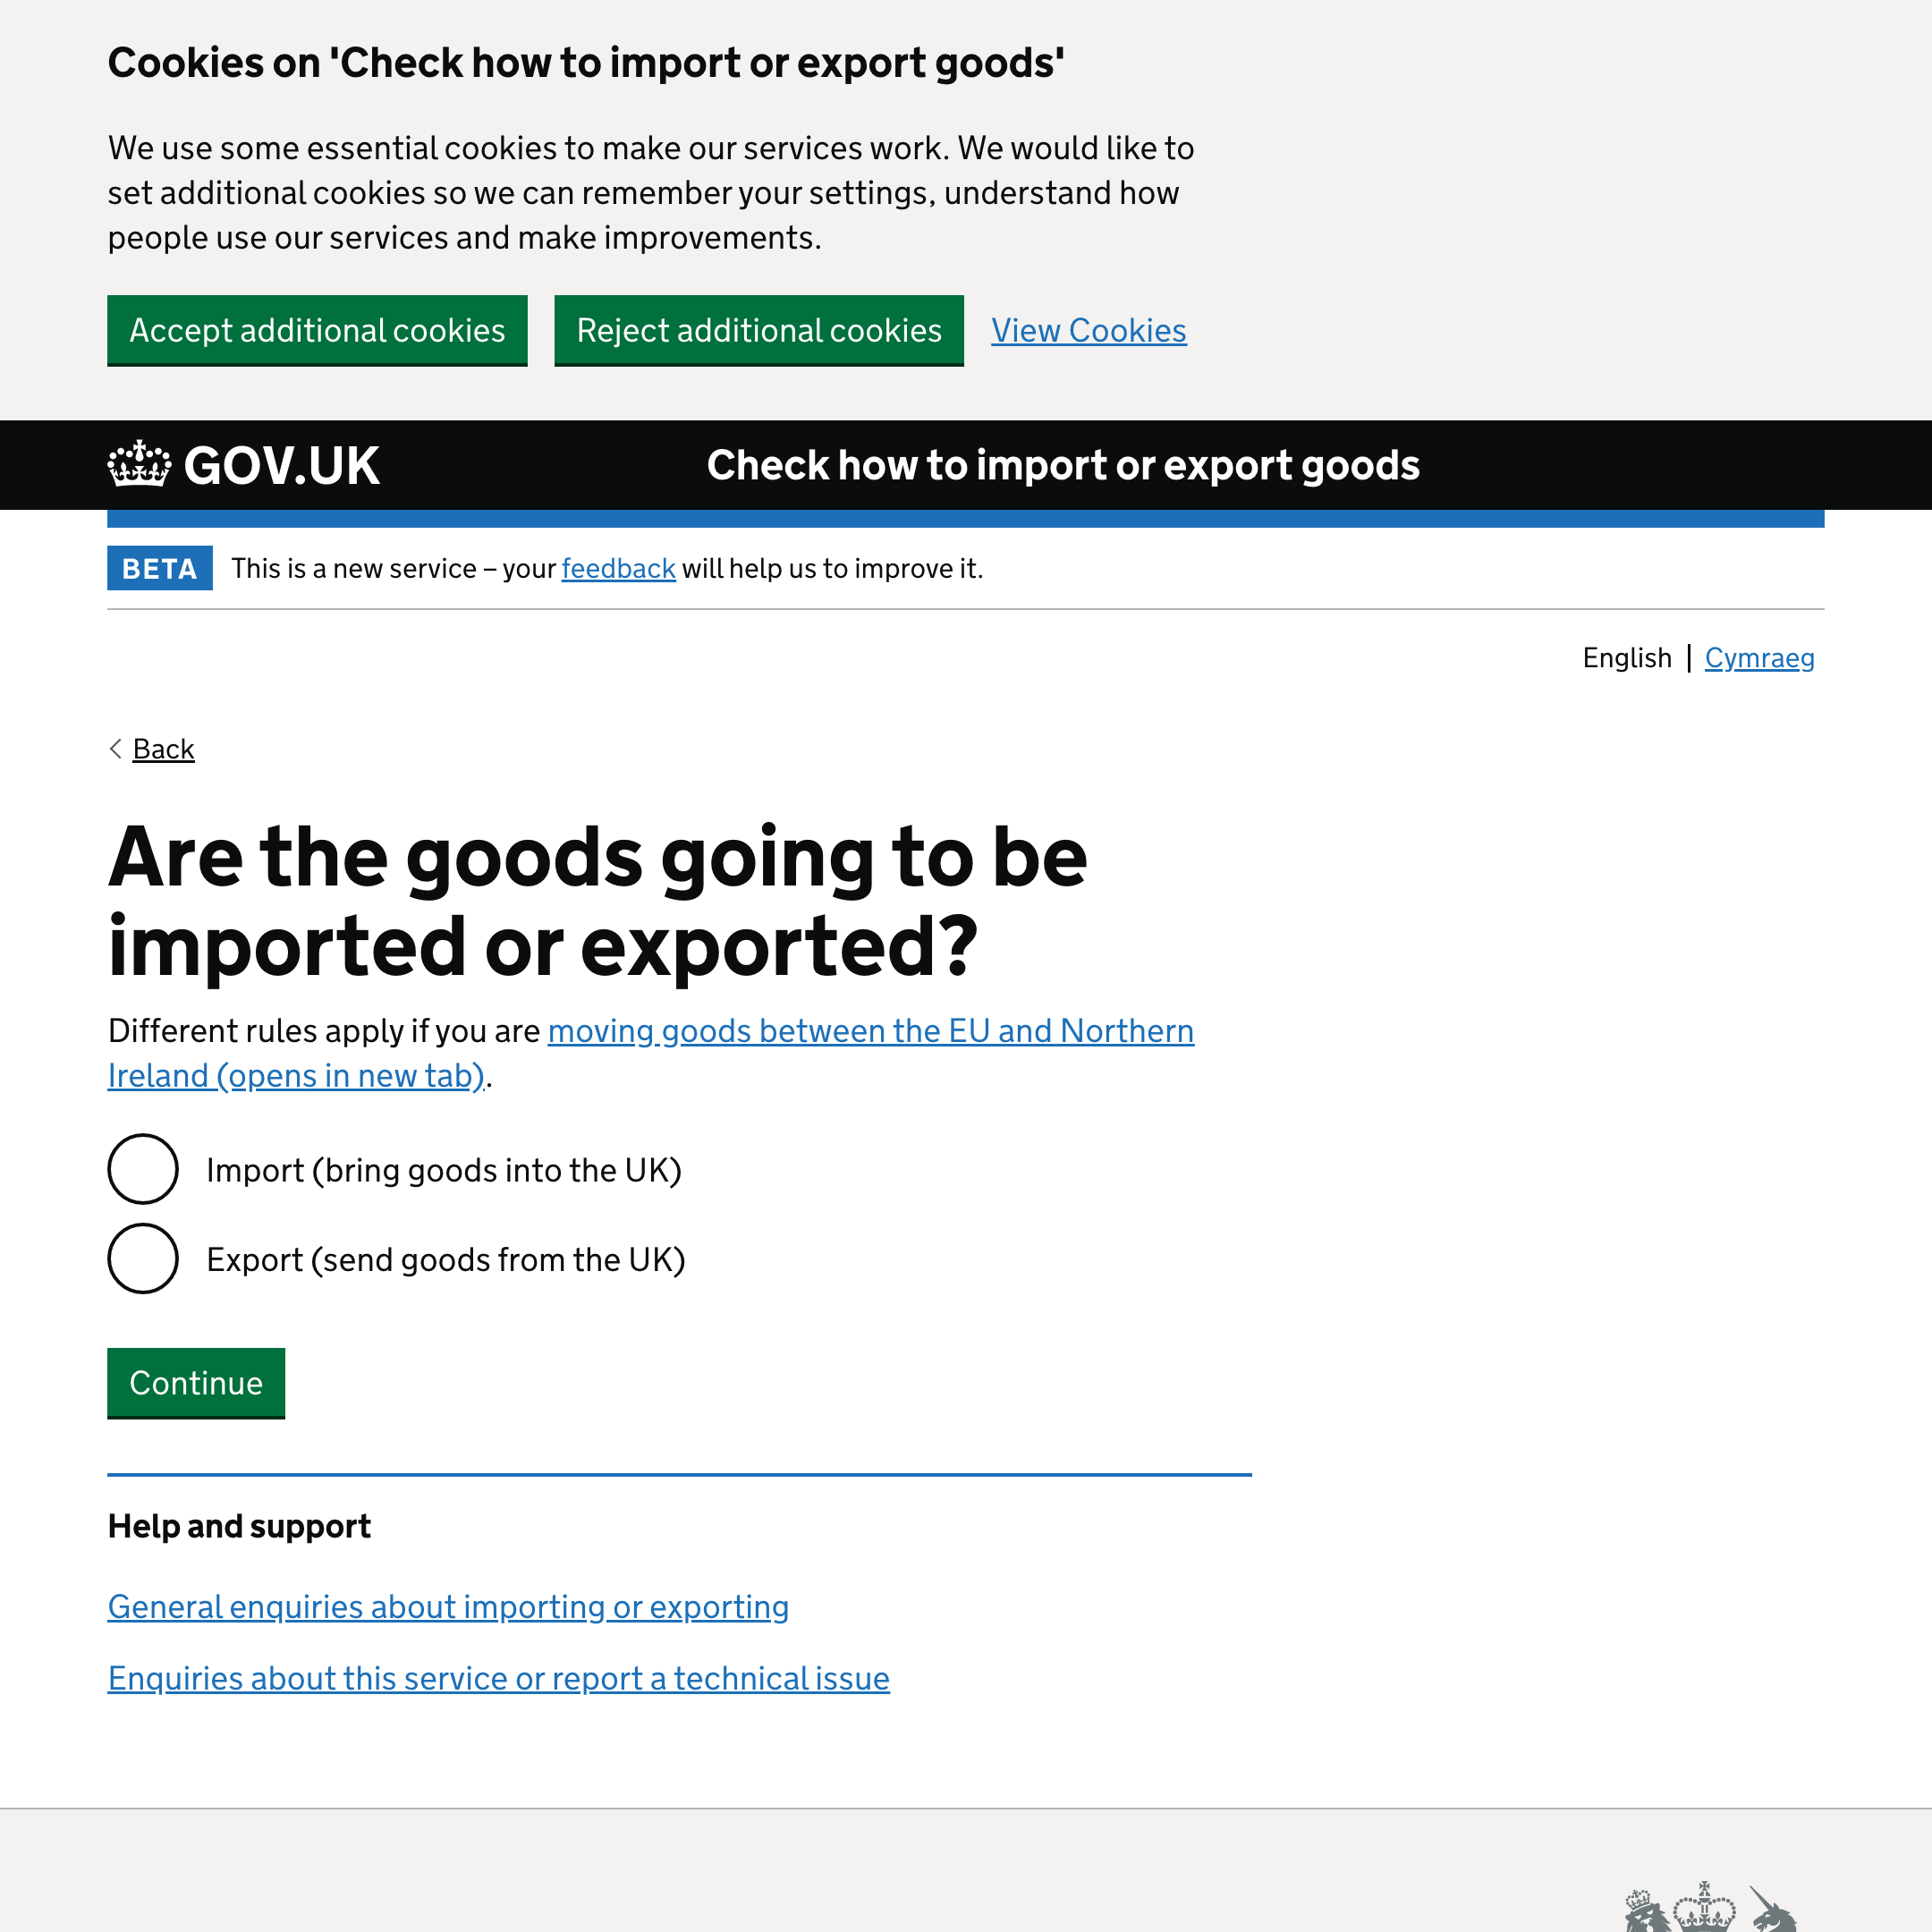 Cookies on 'Check how to import or export goods'
We use some essential cookies to make our services work. We would like to
set additional cookies so we can remember your settings, understand how
people use our services and make improvements.
Accept additional cookies Reject additional cookies View Cookies
GOV.UK Check how to import or export goods
BETA This is a new service – your feedback will help us to improve it.
English | Cymraeg
Back
Are the goods going to be
imported or exported?
Different rules apply if you are moving goods between the EU and Northern
Ireland (opens in new tab).
Import (bring goods into the UK)
Export (send goods from the UK)
Continue
Help and support
General enquiries about importing or exporting
Enquiries about this service or report a technical issue